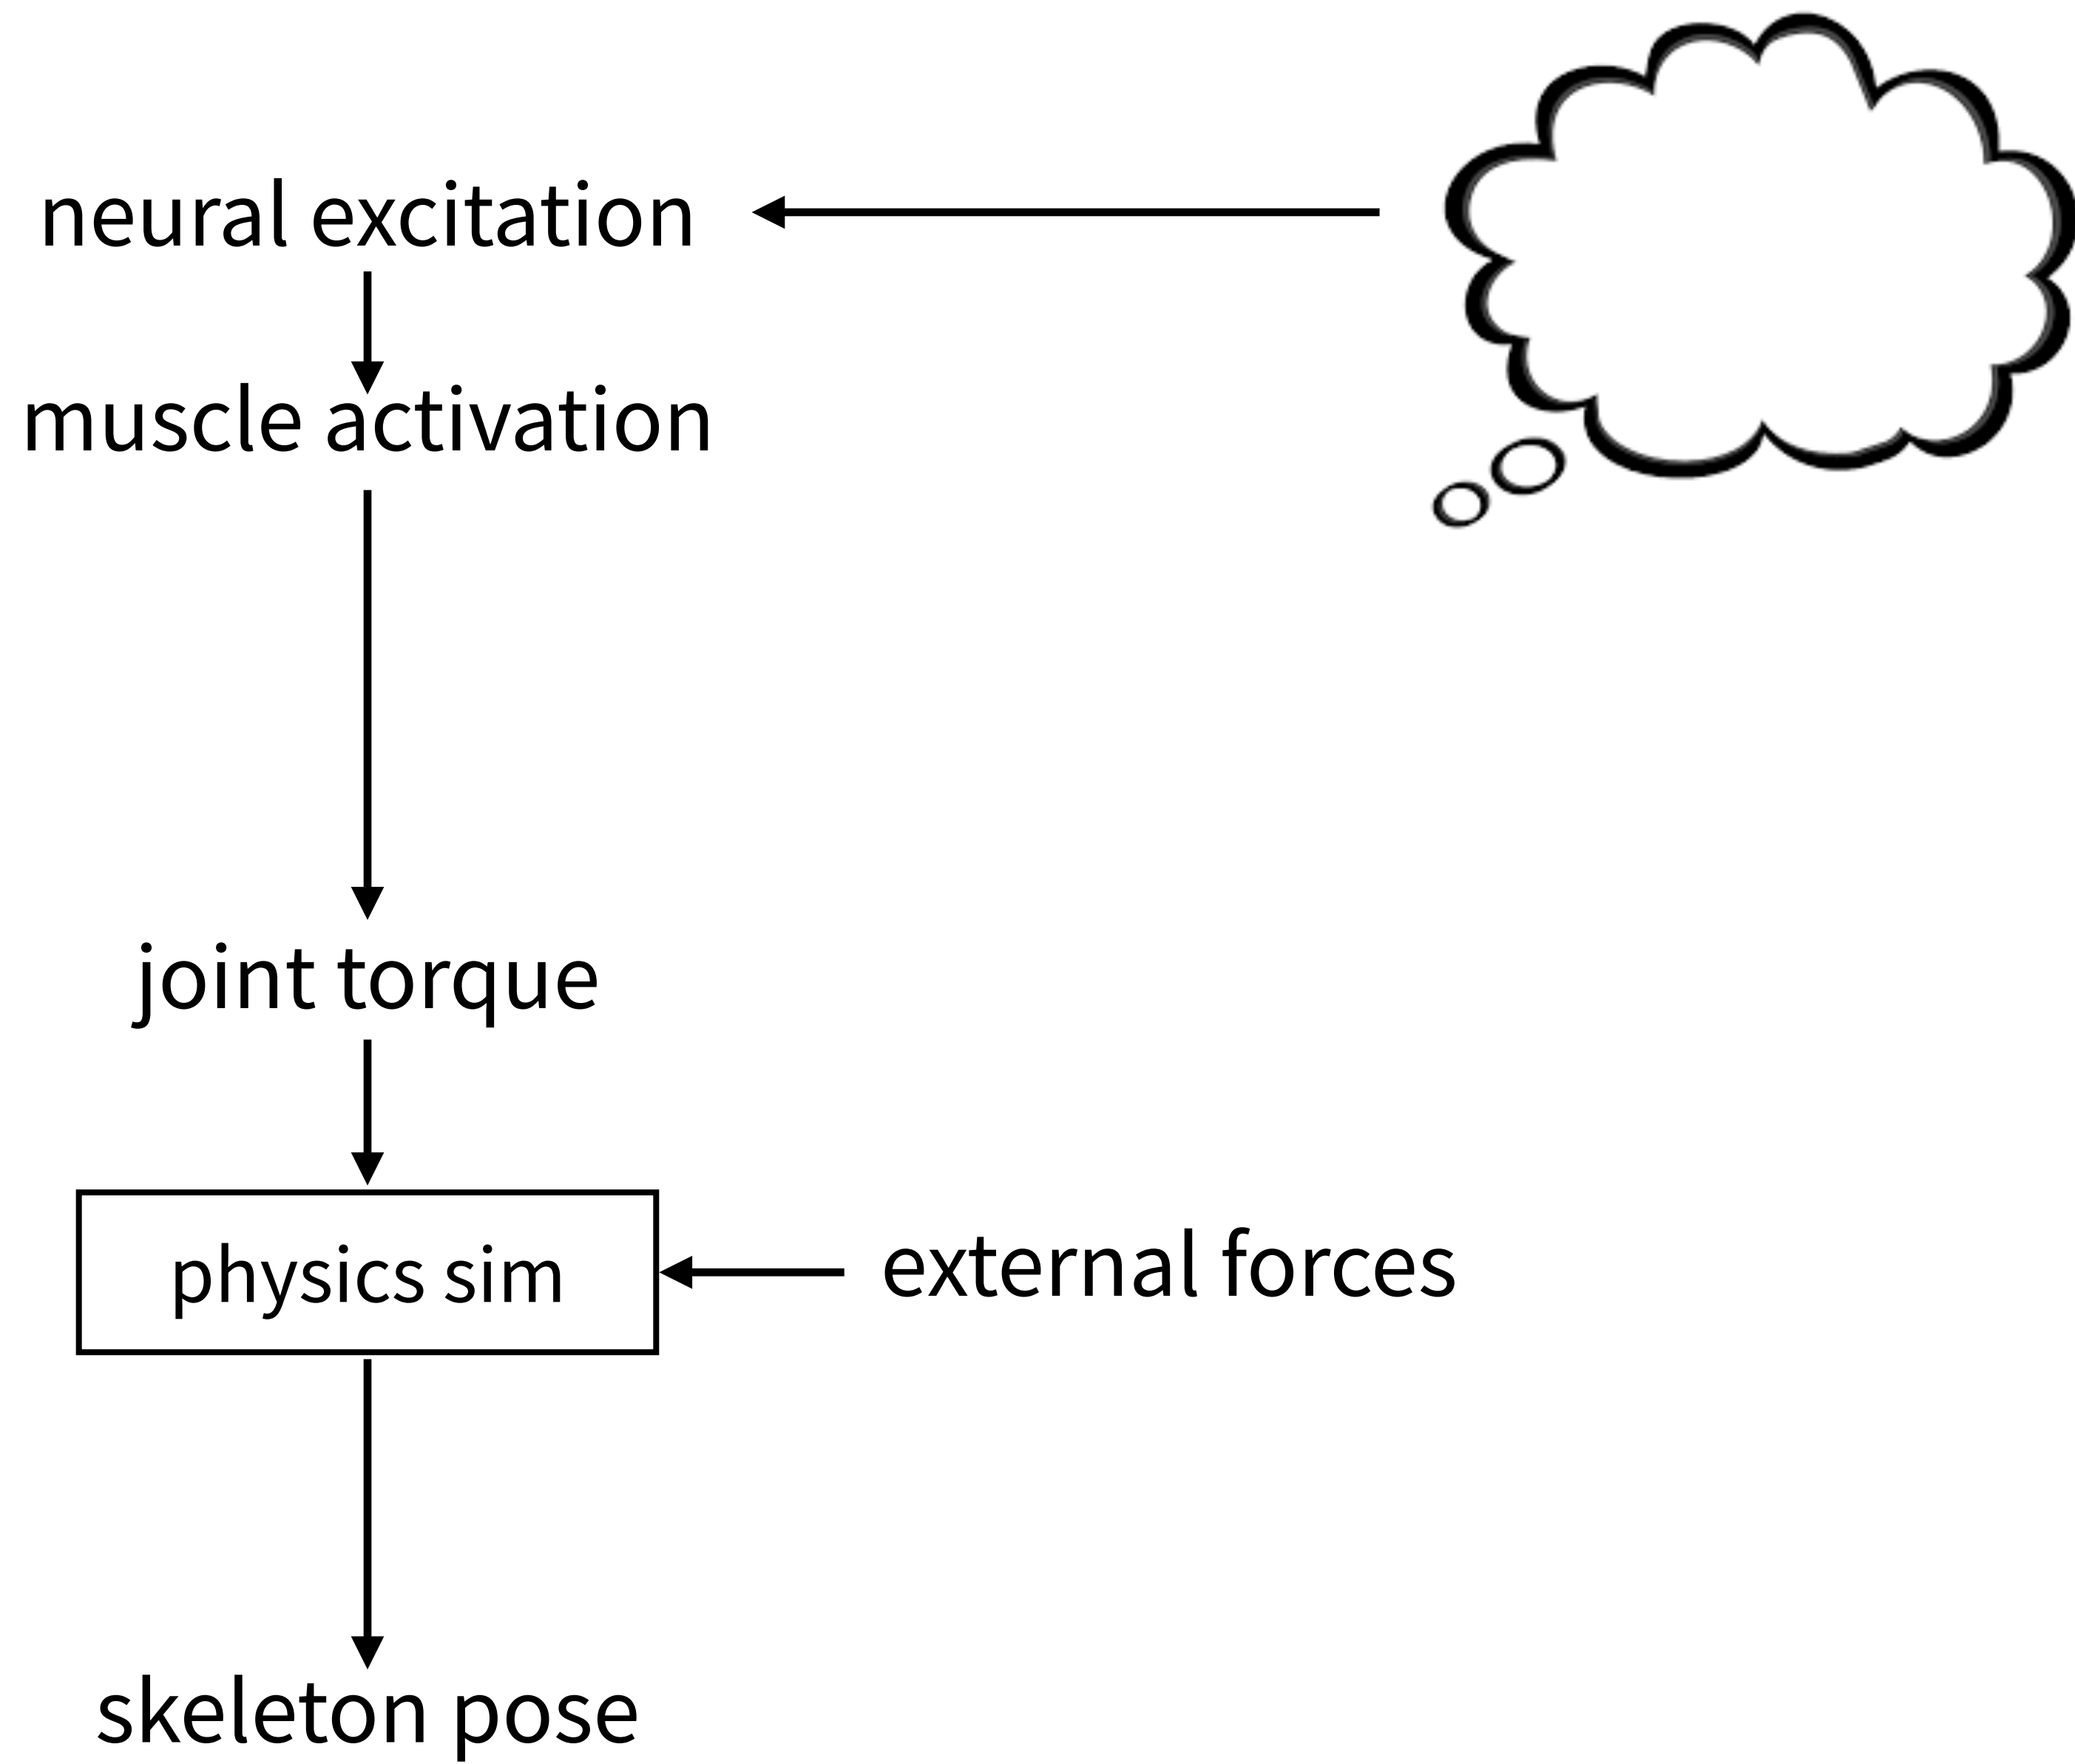 neural excitation
muscle activation
joint torque
physics sim
external forces
skeleton pose